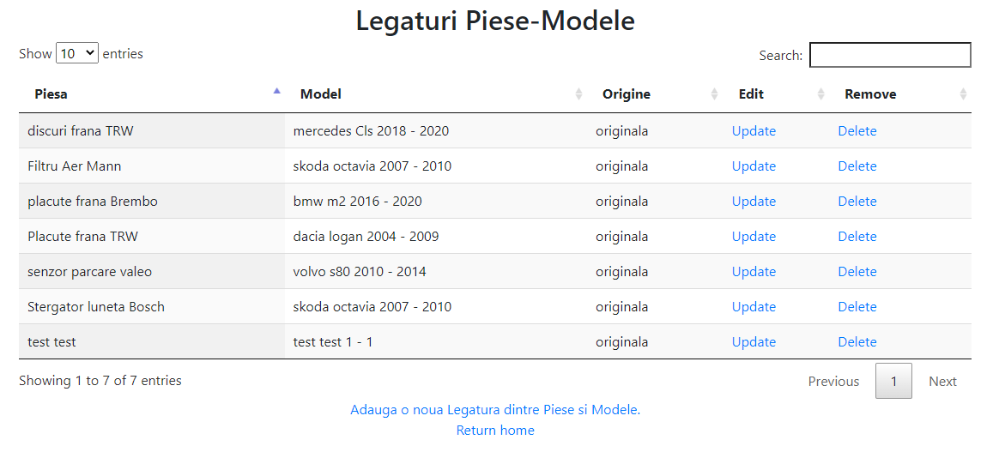 Legaturi Piese-Modele
Show 10 entries Search:
Piesa Model Origine Edit Remove
discuri frana TRW mercedes Cls 2018 - 2020 originala Update Delete
Filtru Aer Mann skoda octavia 2007 - 2010 originala Update Delete
placute frana Brembo bmw m2 2016 - 2020 originala Update Delete
Placute frana TRW dacia logan 2004 - 2009 originala Update Delete
senzor parcare valeo volvo s80 2010 - 2014 originala Update Delete
Stergator luneta Bosch skoda octavia 2007 - 2010 originala Update Delete
test test test test 1 - 1 originala Update Delete
Showing 1 to 7 of 7 entries Previous 1 Next
Adauga o noua Legatura dintre Piese si Modele.
Return home